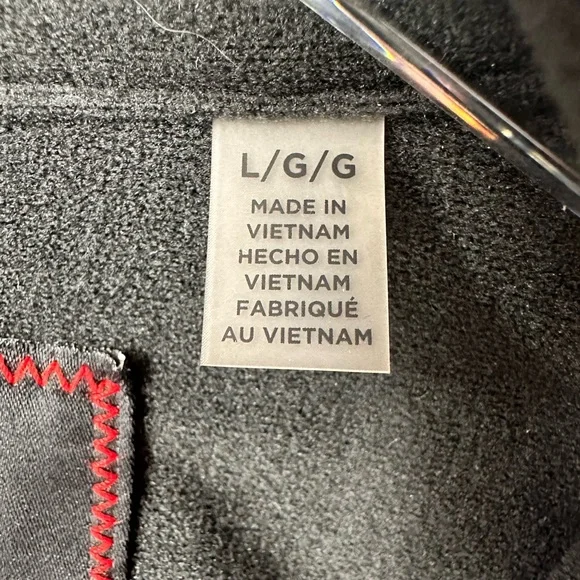 L/G/G
MADE IN
VIETNAM
HECHO EN
VIETNAM
FABRIQUÉ
AU VIETNAM